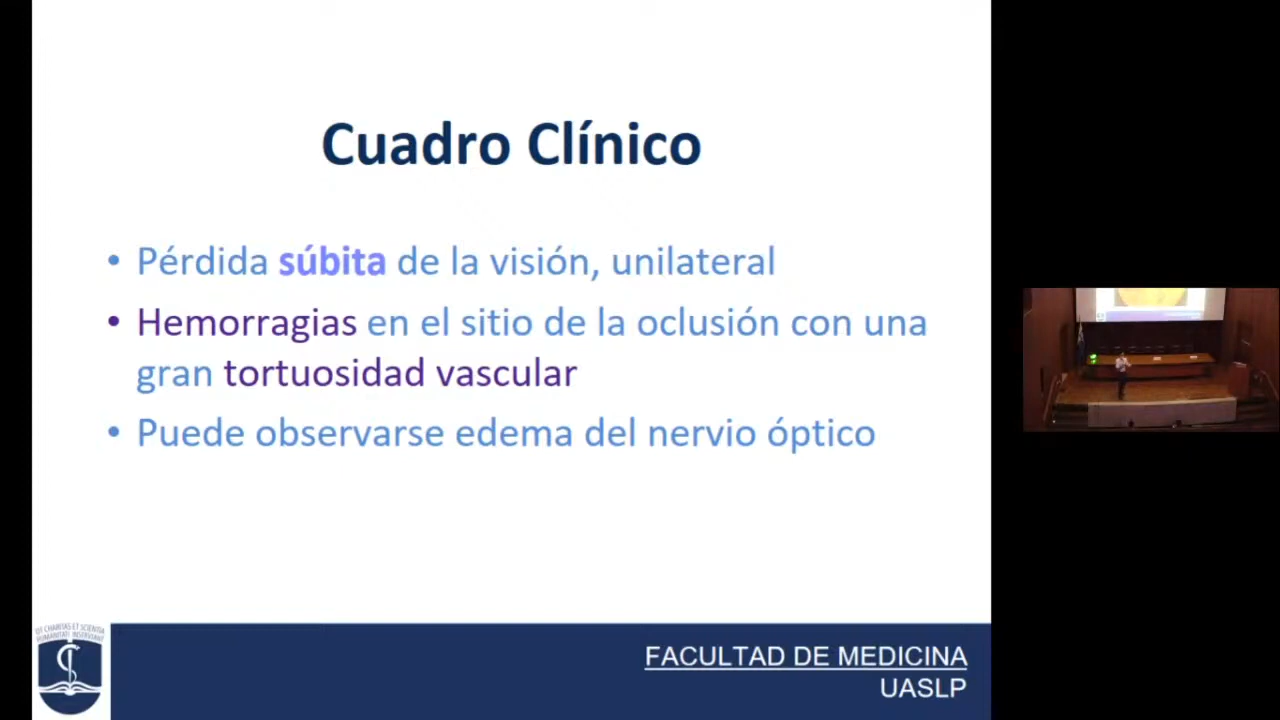 Cuadro Clínico
• Pérdida súbita de la visión, unilateral
• Hemorragias en el sitio de la oclusión con una
gran tortuosidad vascular
• Puede observarse edema del nervio óptico
FACULTAD DE MEDICINA
UASLP